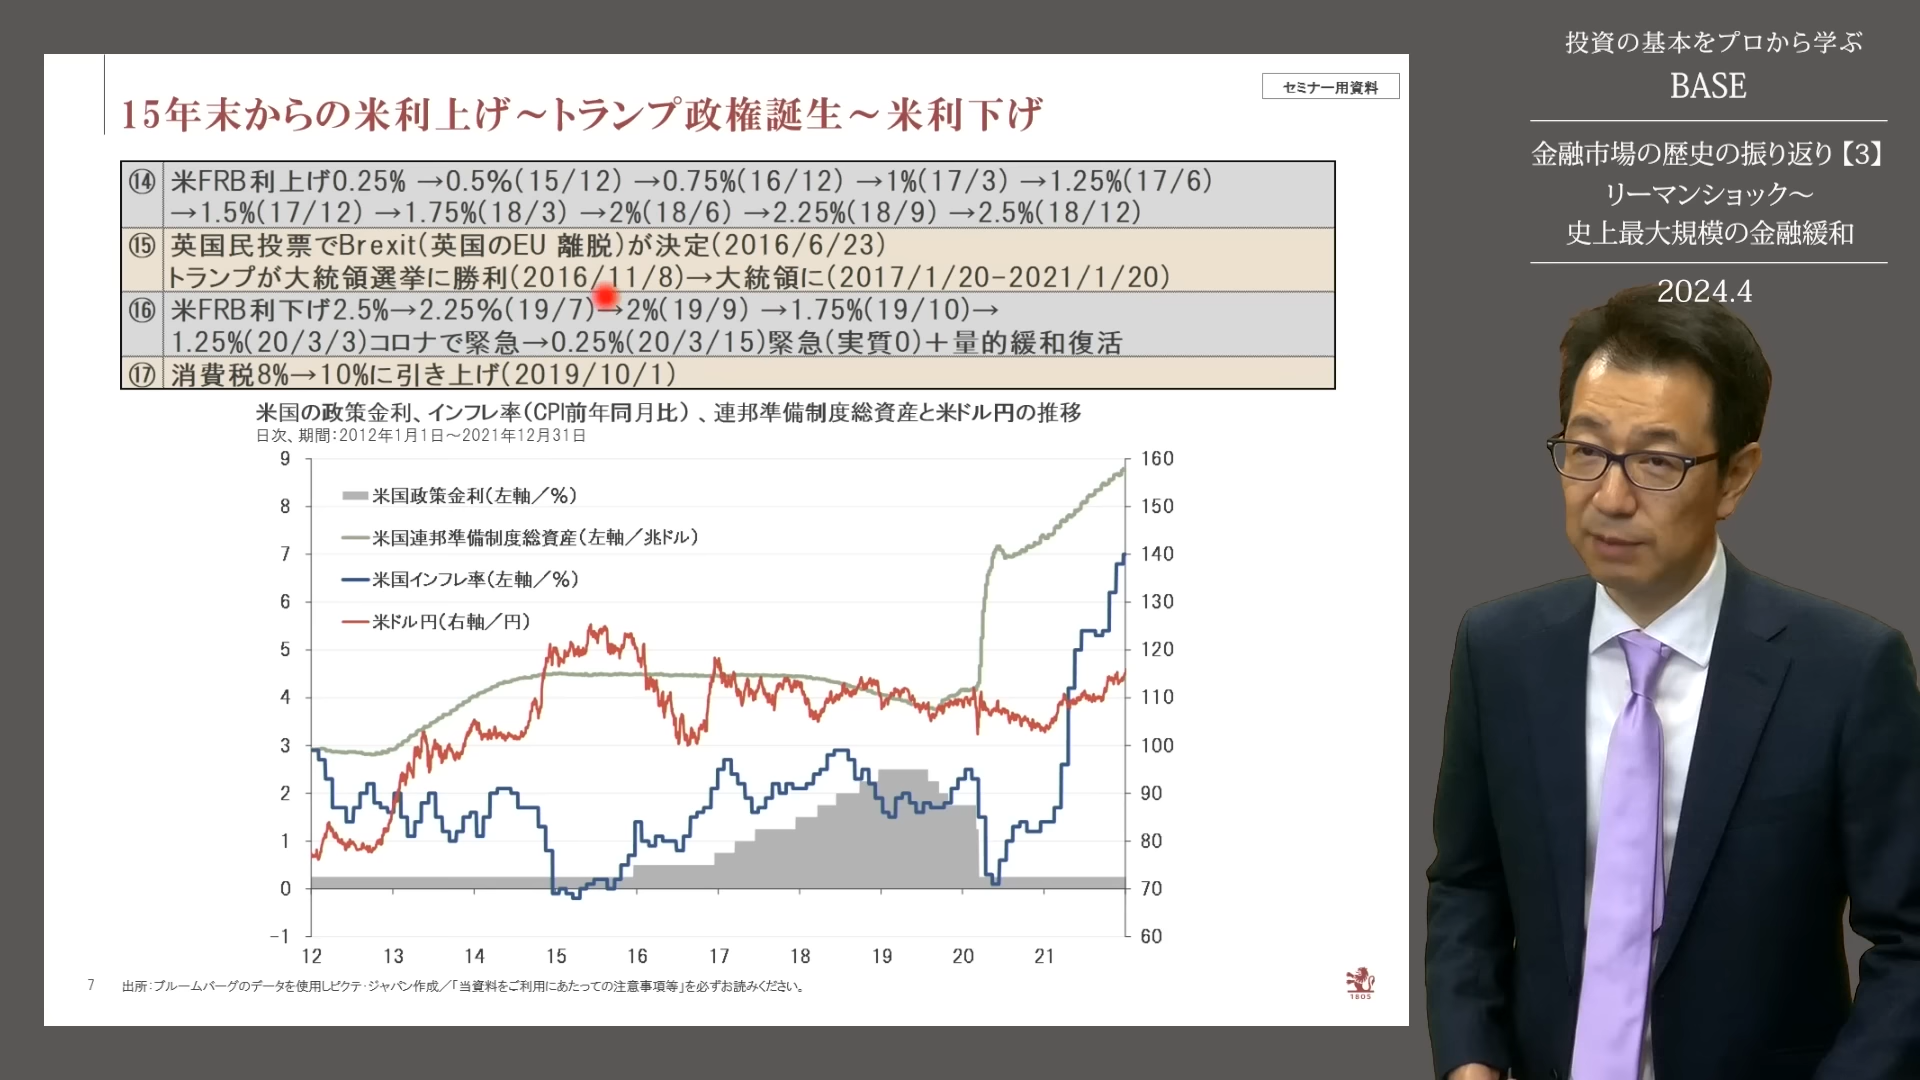 15年末からの米利上げ～トランプ政権誕生～米利下げ
セミナー用資料
⑭ 米FRB利上げ0.25% →0.5%(15/12) →0.75%(16/12) →1%(17/3) →1.25%(17/6)
→1.5%(17/12) →1.75%(18/3) →2%(18/6) →2.25%(18/9) →2.5%(18/12)
⑮ 英国民投票でBrexit(英国のEU 離脱)が決定(2016/6/23)
トランプが大統領選挙に勝利(2016/11/8)→大統領に(2017/1/20-2021/1/20)
⑯ 米FRB利下げ2.5%→2.25%(19/7)→2%(19/9) →1.75%(19/10)→
1.25%(20/3/3)コロナで緊急→0.25%(20/3/15)緊急(実質0)＋量的緩和復活
⑰ 消費税8%→10%に引き上げ(2019/10/1)
米国の政策金利、インフレ率(CPI前年同月比)、連邦準備制度総資産と米ドル円の推移
日次、期間：2012年1月1日～2021年12月31日
9
8
7
6
5
4
3
2
1
0
-1
米国政策金利(左軸／%)
米国連邦準備制度総資産(左軸／兆ドル)
米国インフレ率(左軸／%)
米ドル円(右軸／円)
160
150
140
130
120
110
100
90
80
70
60
12 13 14 15 16 17 18 19 20 21
7
出所：ブルームバーグのデータを使用しピクテ・ジャパン作成／「当資料をご利用にあたっての注意事項等」を必ずお読みください。
1805
投資の基本をプロから学ぶ
BASE
金融市場の歴史の振り返り【3】
リーマンショック～
史上最大規模の金融緩和
2024.4